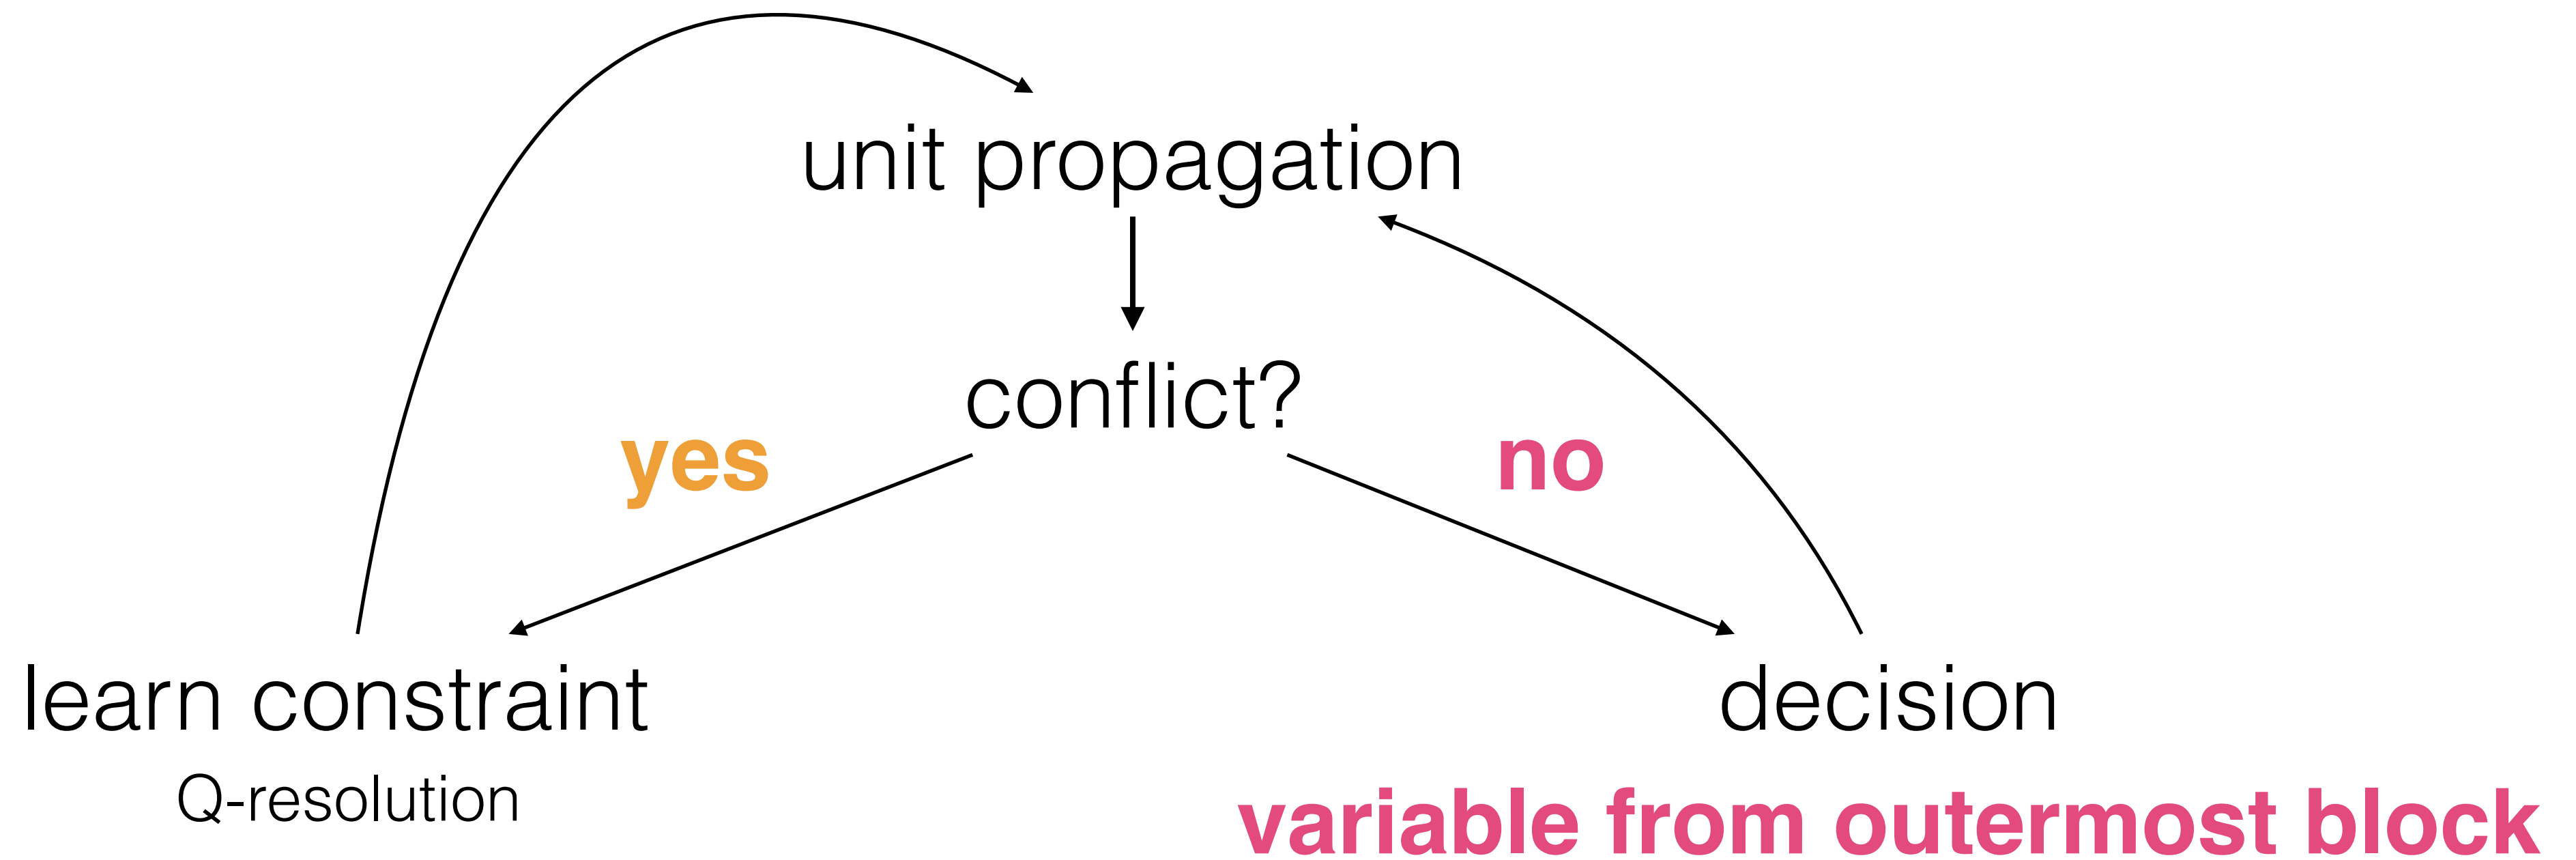 unit propagation
conflict?
yes
no
learn constraint
decision
Q-resolution
variable from outermost block